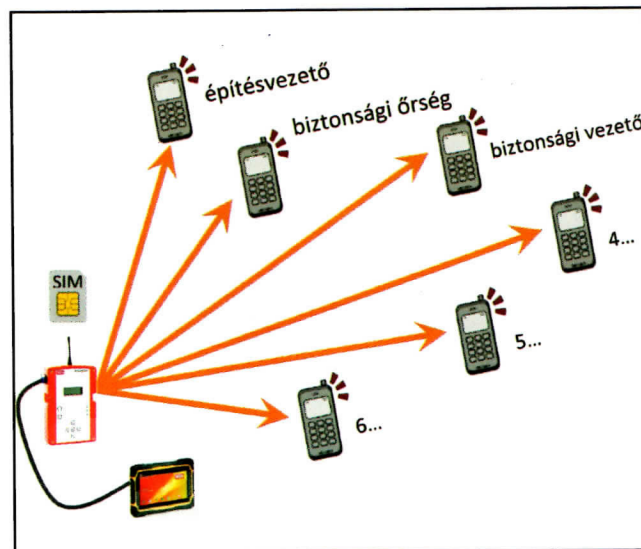 építésvezető
biztonsági őrség
biztonsági vezető
4...
SIM
5...
6...